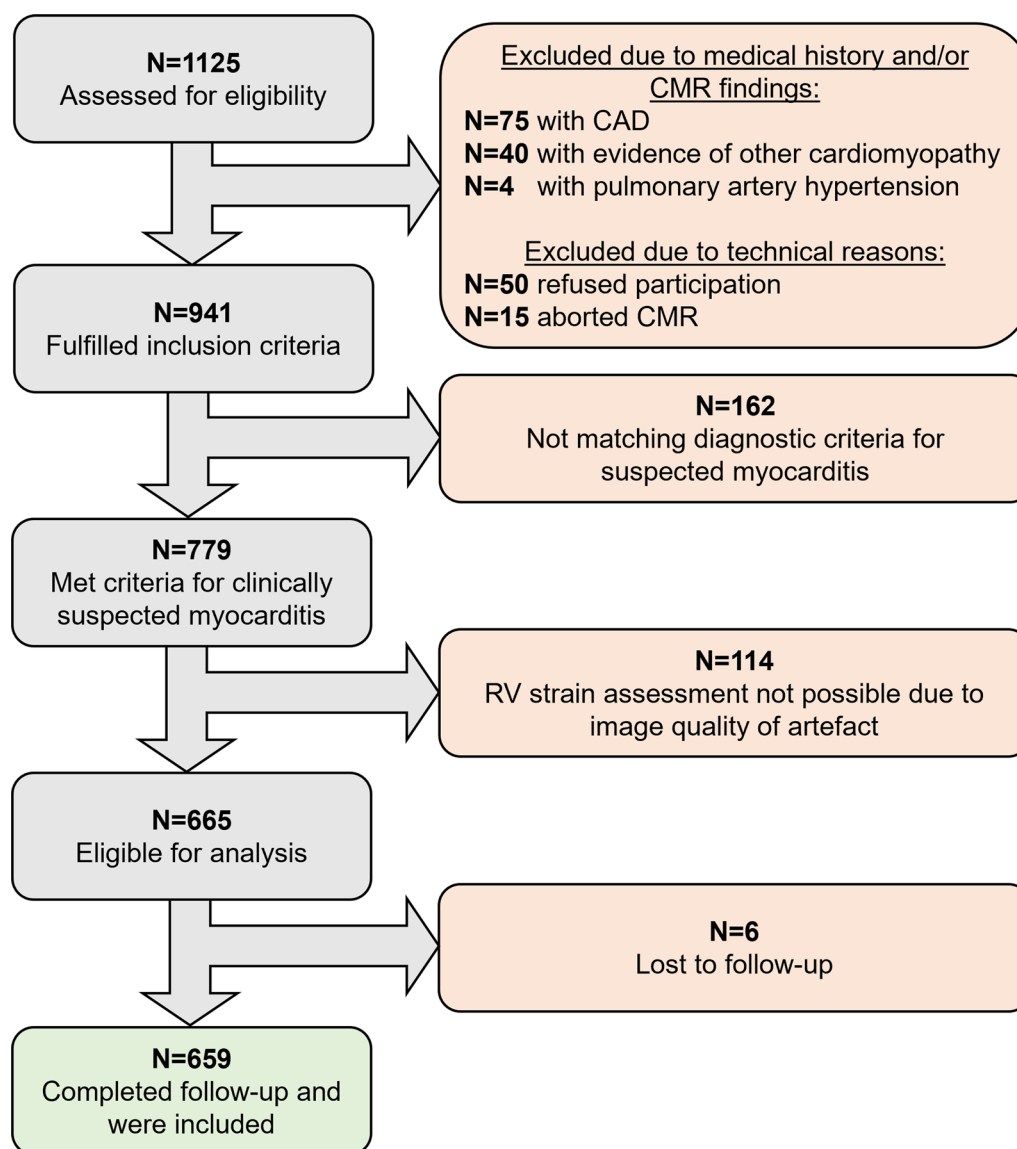 N=1125
Assessed for eligibility
Excluded due to medical history and/or
CMR findings:
N=75 with CAD
N=40 with evidence of other cardiomyopathy
N=4 with pulmonary artery hypertension
Excluded due to technical reasons:
N=50 refused participation
N=15 aborted CMR
N=941
Fulfilled inclusion criteria
N=162
Not matching diagnostic criteria for
suspected myocarditis
N=779
Met criteria for clinically
suspected myocarditis
N=114
RV strain assessment not possible due to
image quality of artefact
N=665
Eligible for analysis
N=6
Lost to follow-up
N=659
Completed follow-up and
were included